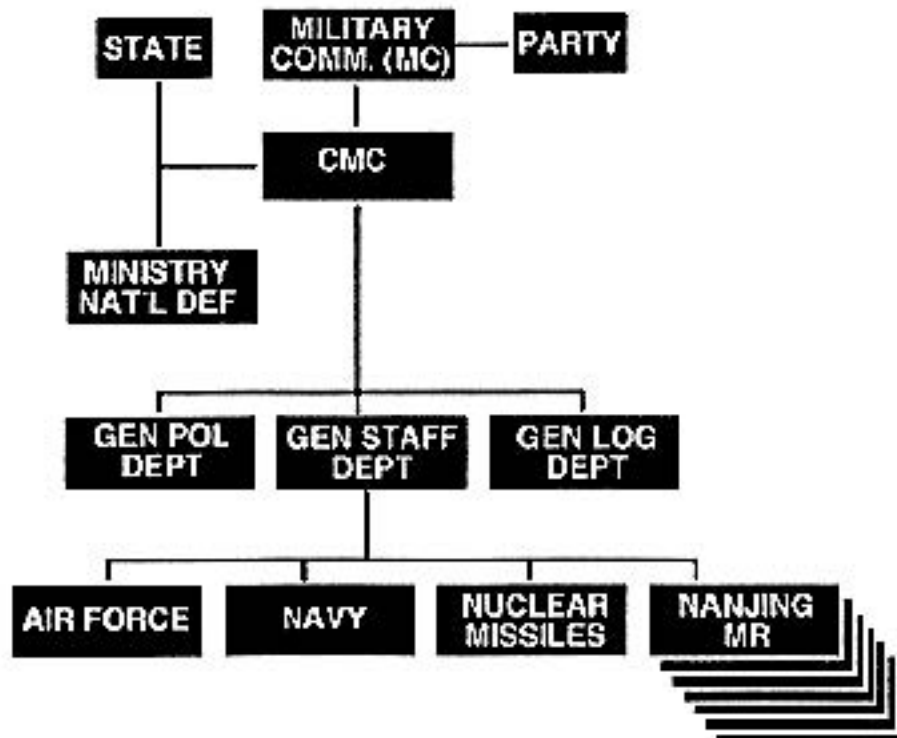 STATE
MILITARY
COMM. (MC)
PARTY
CMC
MINISTRY
NAT'L DEF
GEN POL
DEPT
GEN STAFF
DEPT
GEN LOG
DEPT
AIR FORCE
NAVY
NUCLEAR
MISSILES
NANJING
MR